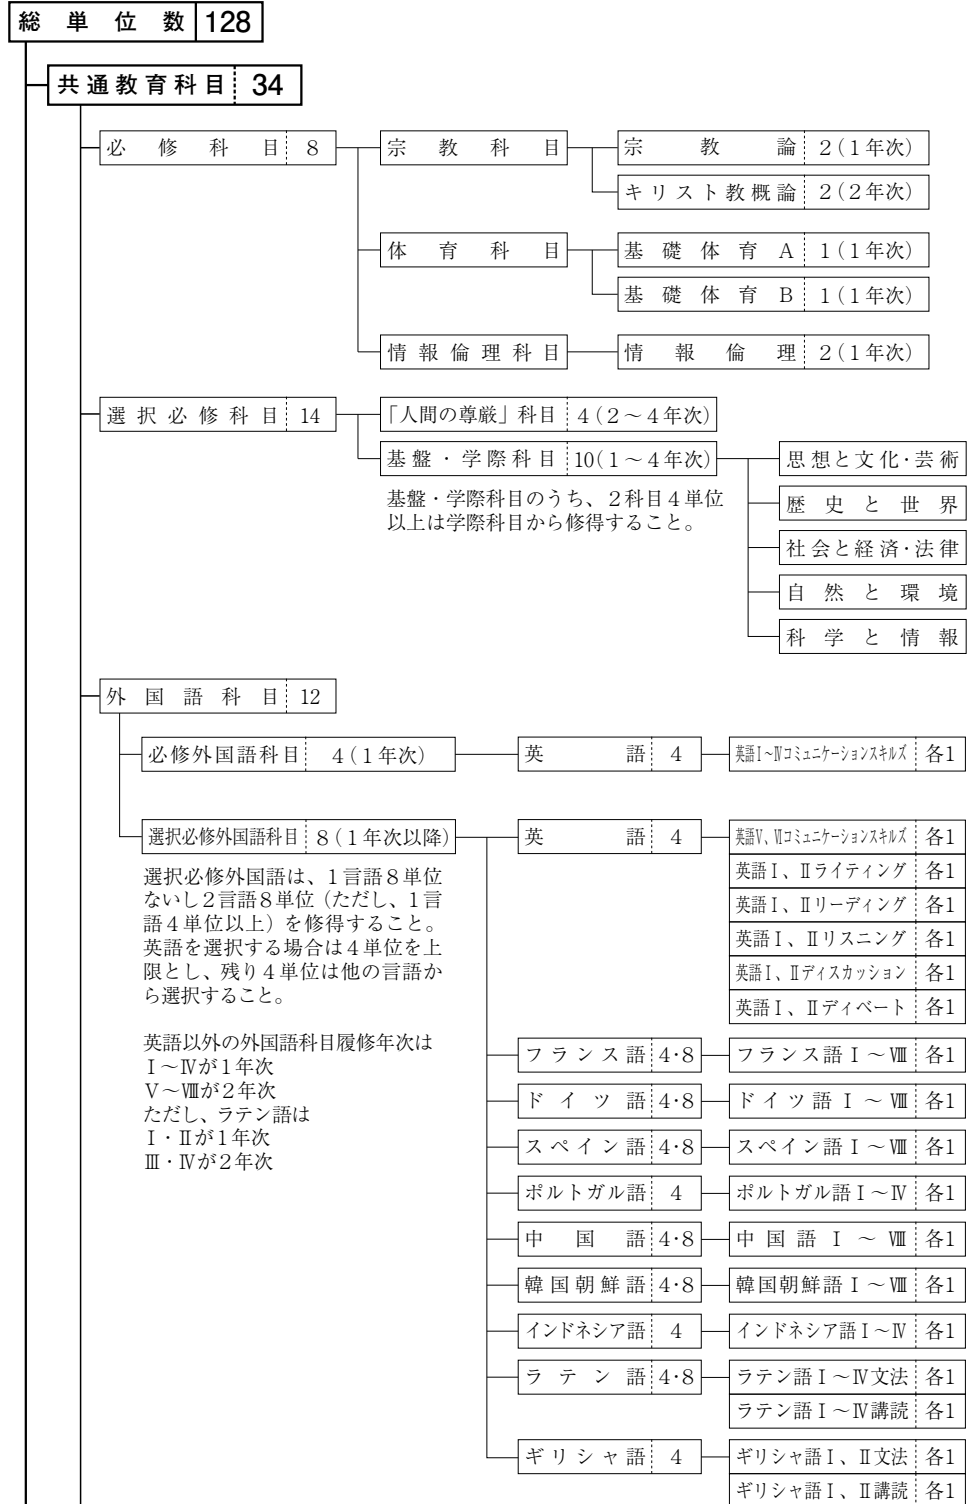 総単位数 128
共通教育科目 34
必修科目 8
宗教科目
宗教論 2(1年次)
キリスト教概論 2(2年次)
体育科目
基礎体育A 1(1年次)
基礎体育B 1(1年次)
情報倫理科目
情報倫理 2(1年次)
選択必修科目 14
「人間の尊厳」科目 4(2～4年次)
基盤・学際科目 10(1～4年次)
基盤・学際科目のうち、2科目4単位
以上は学際科目から修得すること。
思想と文化・芸術
歴史と世界
社会と経済・法律
自然と環境
科学と情報
外国語科目 12
必修外国語科目 4(1年次)
英語 4
英語Ⅰ～Ⅳコミュニケーションスキルズ 各1
選択必修外国語科目 8(1年次以降)
選択必修外国語は、1言語8単位
ないし2言語8単位（ただし、1言
語4単位以上）を修得すること。
英語を選択する場合は4単位を上
限とし、残り4単位は他の言語か
ら選択すること。
英語以外の外国語科目履修年次は
Ⅰ～Ⅳが1年次
Ⅴ～Ⅷが2年次
ただし、ラテン語は
Ⅰ・Ⅱが1年次
Ⅲ・Ⅳが2年次
英語 4
英語Ⅴ、Ⅵコミュニケーションスキルズ 各1
英語Ⅰ、Ⅱライティング 各1
英語Ⅰ、Ⅱリーディング 各1
英語Ⅰ、Ⅱリスニング 各1
英語Ⅰ、Ⅱディスカッション 各1
英語Ⅰ、Ⅱディベート 各1
フランス語 4・8 フランス語Ⅰ～Ⅷ 各1
ドイツ語 4・8 ドイツ語Ⅰ～Ⅷ 各1
スペイン語 4・8 スペイン語Ⅰ～Ⅷ 各1
ポルトガル語 4 ポルトガル語Ⅰ～Ⅳ 各1
中国語 4・8 中国語Ⅰ～Ⅷ 各1
韓国朝鮮語 4・8 韓国朝鮮語Ⅰ～Ⅷ 各1
インドネシア語 4 インドネシア語Ⅰ～Ⅳ 各1
ラテン語 4・8 ラテン語Ⅰ～Ⅳ文法 各1
ラテン語Ⅰ～Ⅳ講読 各1
ギリシャ語 4 ギリシャ語Ⅰ、Ⅱ文法 各1
ギリシャ語Ⅰ、Ⅱ講読 各1